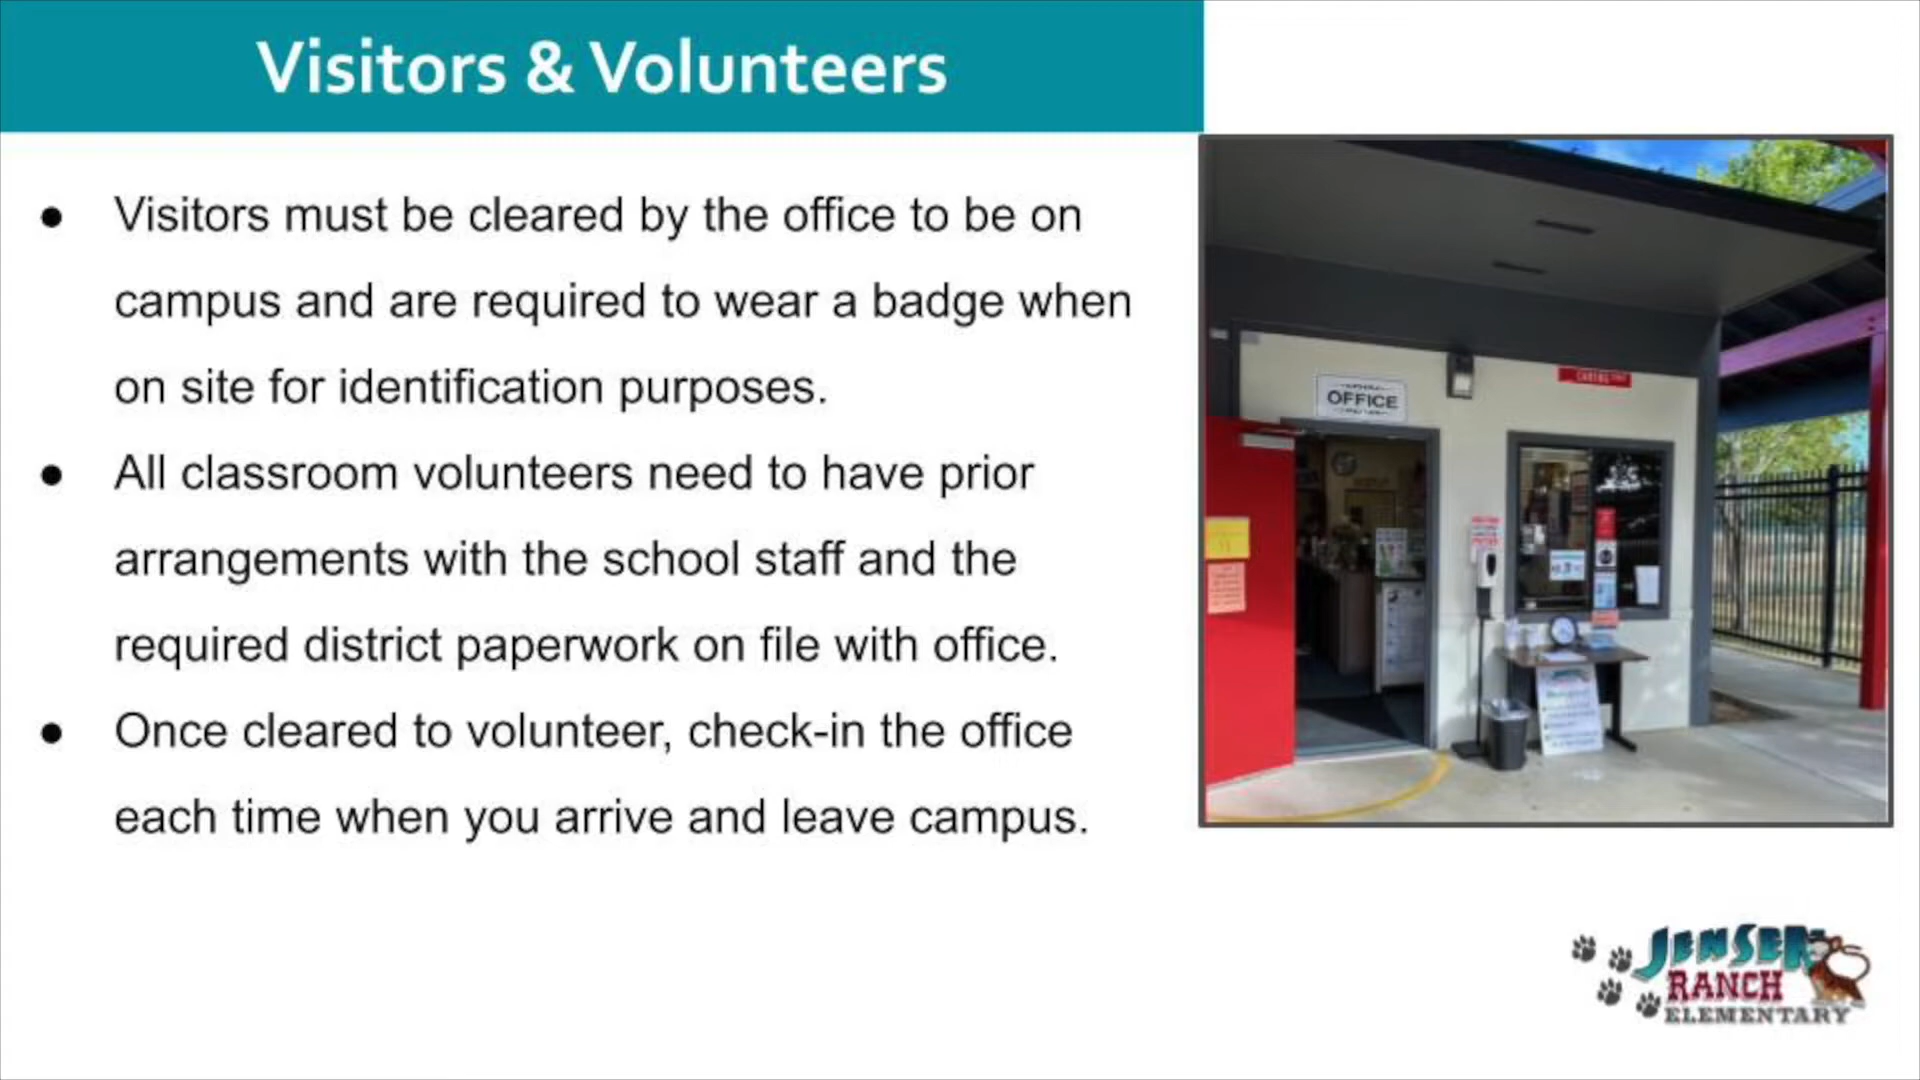 Visitors & Volunteers
● Visitors must be cleared by the office to be on
campus and are required to wear a badge when
on site for identification purposes.
● All classroom volunteers need to have prior
arrangements with the school staff and the
required district paperwork on file with office.
● Once cleared to volunteer, check-in the office
each time when you arrive and leave campus.
OFFICE
JENSEN
RANCH
ELEMENTARY